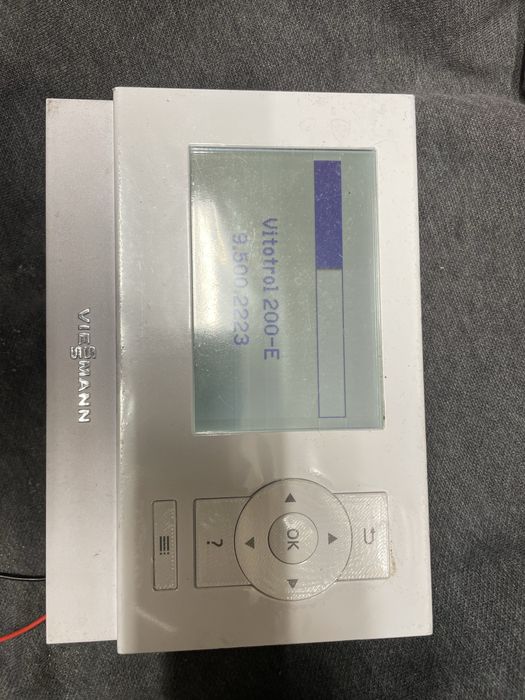 Vitotrol 200-E
9.500.2223
OK
?
VIESSMANN